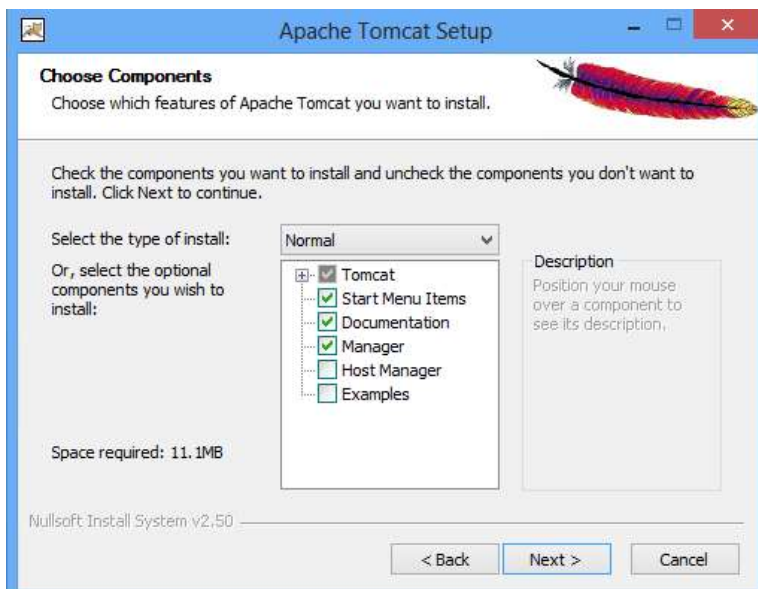 Apache Tomcat Setup
Choose Components
Choose which features of Apache Tomcat you want to install.
Check the components you want to install and uncheck the components you don't want to
install. Click Next to continue.
Select the type of install:
Normal
Or, select the optional
components you wish to
install:
Tomcat
Start Menu Items
Documentation
Manager
Host Manager
Examples
Description
Position your mouse
over a component to
see its description.
Space required: 11.1MB
Nullsoft Install System v2.50
< Back
Next >
Cancel